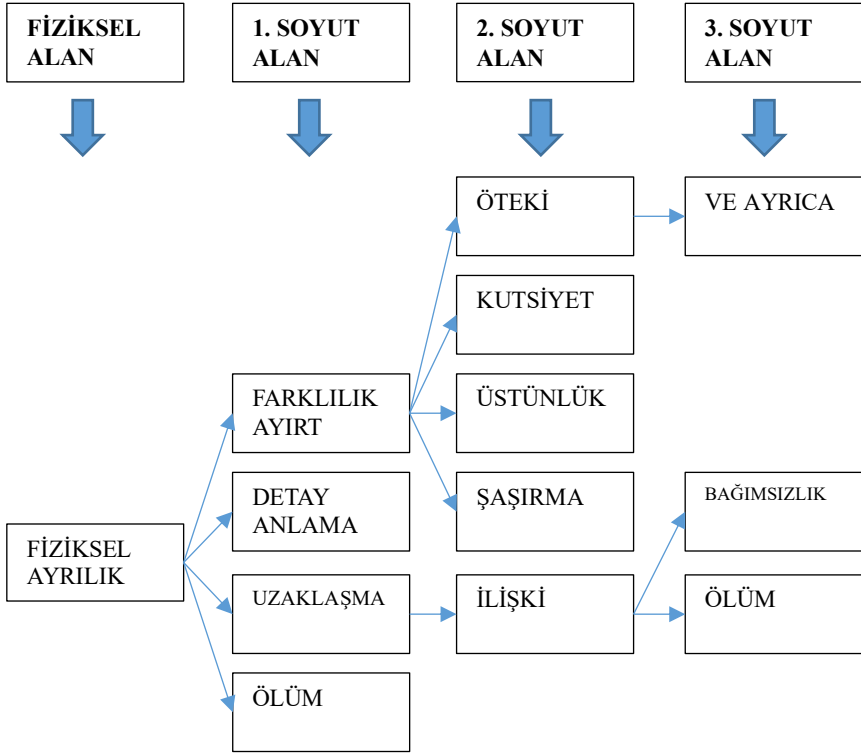 FİZİKSEL
ALAN
1. SOYUT
ALAN
2. SOYUT
ALAN
3. SOYUT
ALAN
ÖTEKİ
VE AYRICA
KUTSİYET
FARKLILIK
AYIRT
ÜSTÜNLÜK
DETAY
ANLAMA
ŞAŞIRMA
BAĞIMSIZLIK
FİZİKSEL
AYRILIK
UZAKLAŞMA
İLİŞKİ
ÖLÜM
ÖLÜM